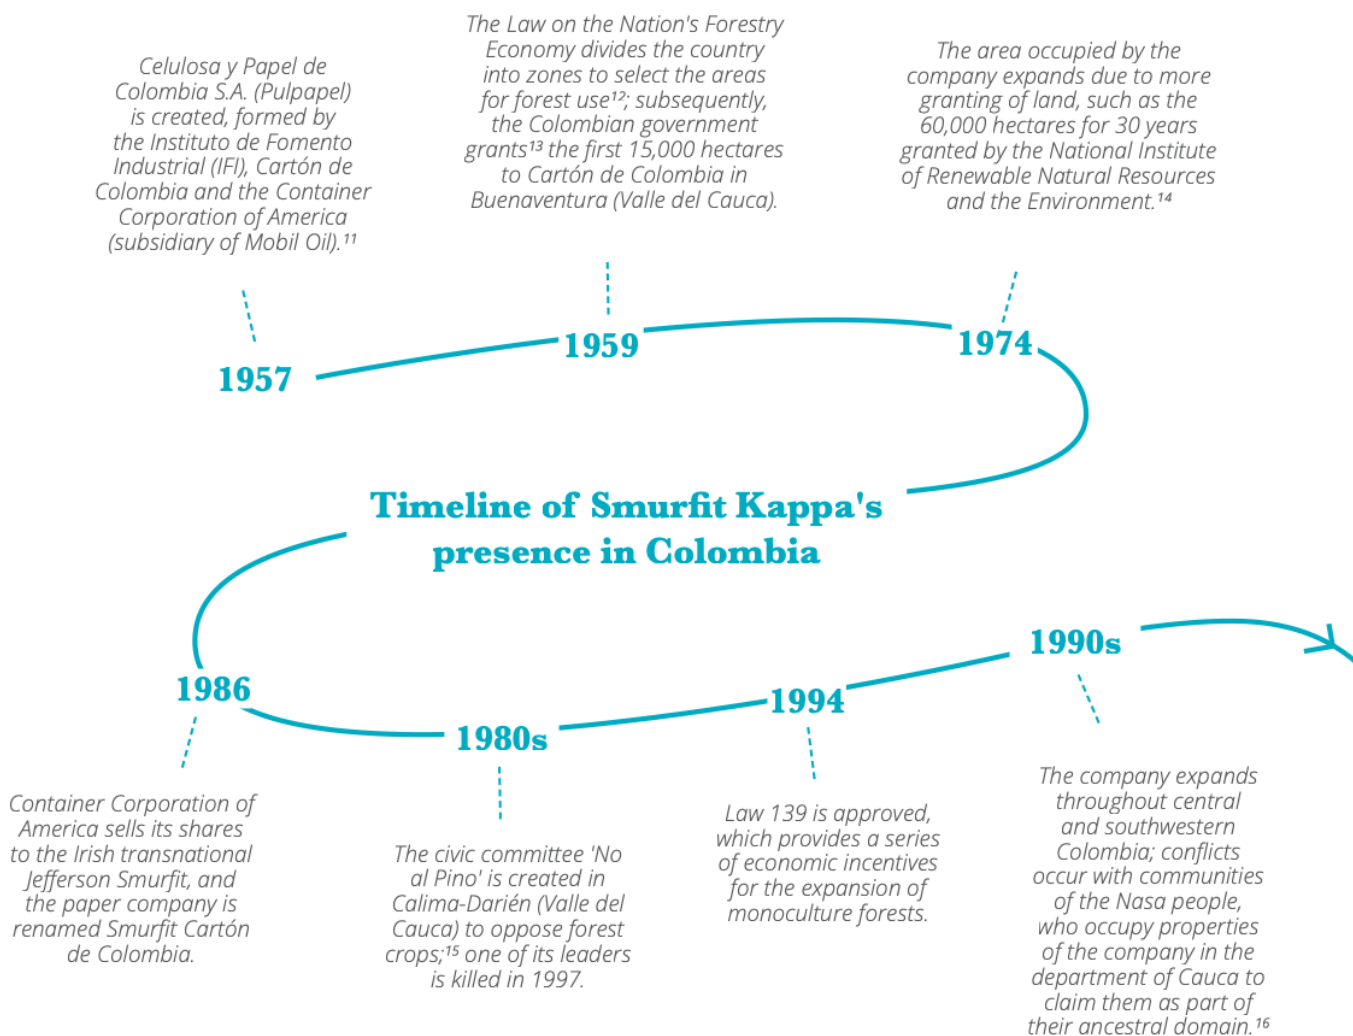 Celulosa y Papel de
Colombia S.A. (Pulpapel)
is created, formed by
the Instituto de Fomento
Industrial (IFI), Cartón de
Colombia and the Container
Corporation of America
(subsidiary of Mobil Oil).¹¹
1957
The Law on the Nation's Forestry
Economy divides the country
into zones to select the areas
for forest use¹²; subsequently,
the Colombian government
grants¹³ the first 15,000 hectares
to Cartón de Colombia in
Buenaventura (Valle del Cauca).
1959
The area occupied by the
company expands due to more
granting of land, such as the
60,000 hectares for 30 years
granted by the National Institute
of Renewable Natural Resources
and the Environment.¹⁴
1974
Timeline of Smurfit Kappa's
presence in Colombia
1986
Container Corporation of
America sells its shares
to the Irish transnational
Jefferson Smurfit, and
the paper company is
renamed Smurfit Cartón
de Colombia.
1980s
The civic committee 'No
al Pino' is created in
Calima-Darién (Valle del
Cauca) to oppose forest
crops;¹⁵ one of its leaders
is killed in 1997.
1994
Law 139 is approved,
which provides a series
of economic incentives
for the expansion of
monoculture forests.
1990s
The company expands
throughout central
and southwestern
Colombia; conflicts
occur with communities
of the Nasa people,
who occupy properties
of the company in the
department of Cauca to
claim them as part of
their ancestral domain.¹⁶